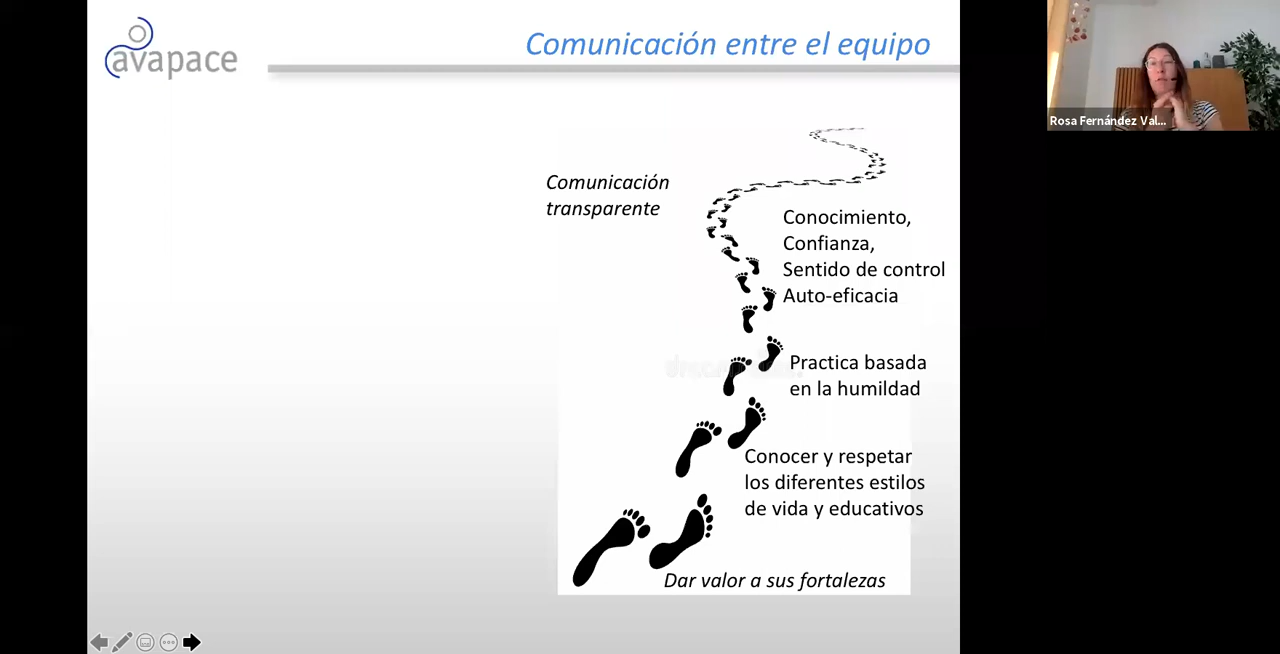 avapace
Comunicación entre el equipo
Rosa Fernández Val...
Comunicación
transparente
Conocimiento,
Confianza,
Sentido de control
Auto-eficacia
Practica basada
en la humildad
Conocer y respetar
los diferentes estilos
de vida y educativos
Dar valor a sus fortalezas